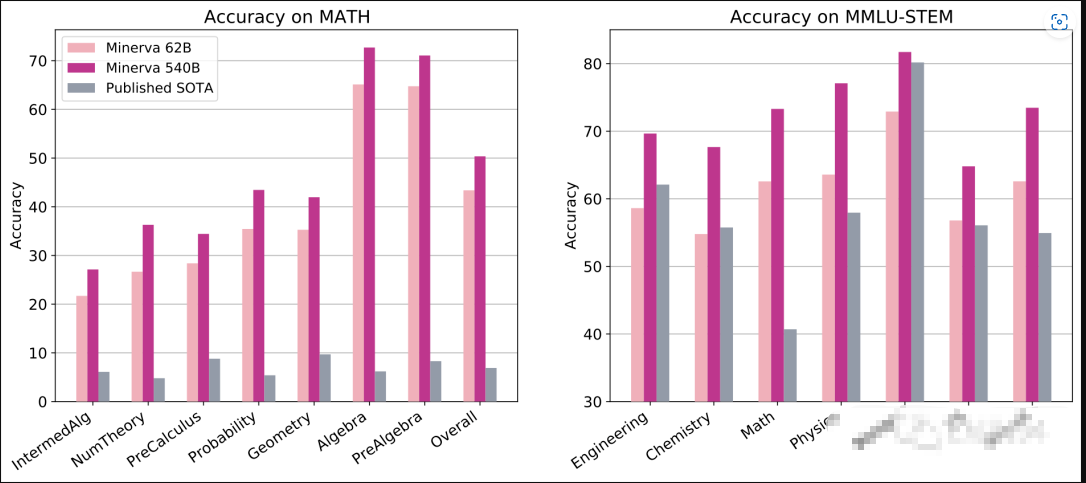 Accuracy on MATH
Minerva 62B
Minerva 540B
Published SOTA
Accuracy
70
60
50
40
30
20
10
0
IntermedAlg
NumTheory
PreCalculus
Probability
Geometry
Algebra
PreAlgebra
Overall
Accuracy on MMLU-STEM
Accuracy
80
70
60
50
40
30
Engineering
Chemistry
Math